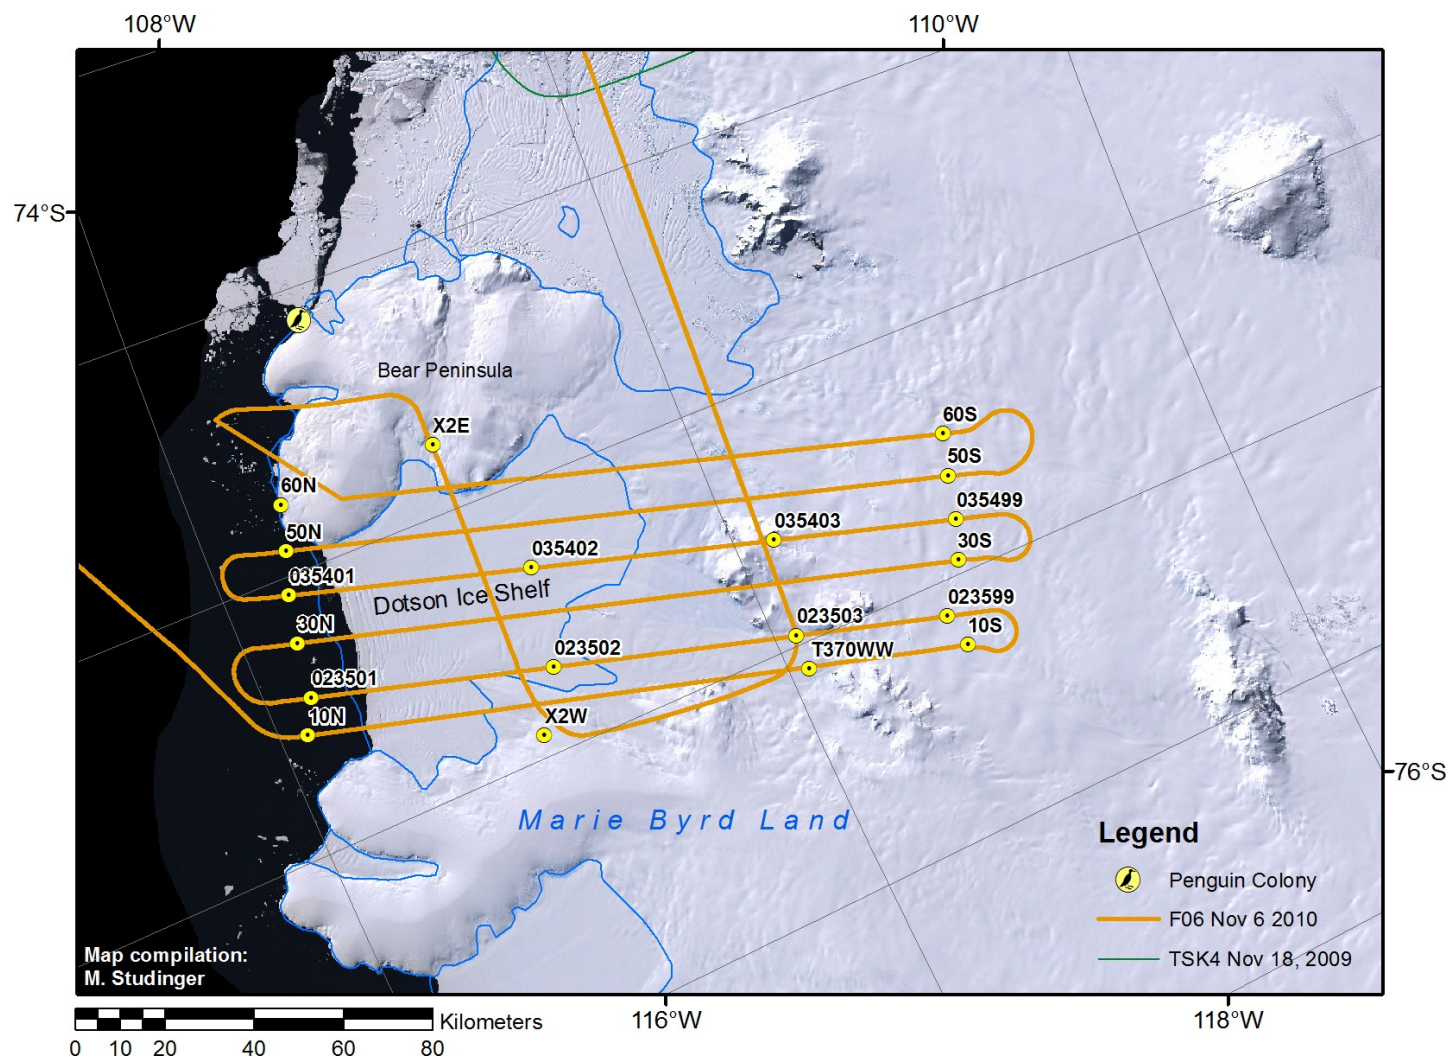 108°W
110°W
74°S
Bear Peninsula
60S
X2E
50S
60N
035499
035403
50N
30S
035402
035401
Dotson Ice Shelf
023599
30N
023503
10S
023502
T370WW
023501
10N
X2W
76°S
Marie Byrd Land
Legend
Penguin Colony
F06 Nov 6 2010
TSK4 Nov 18, 2009
Map compilation:
M. Studinger
Kilometers
0 10 20 40 60 80
116°W
118°W